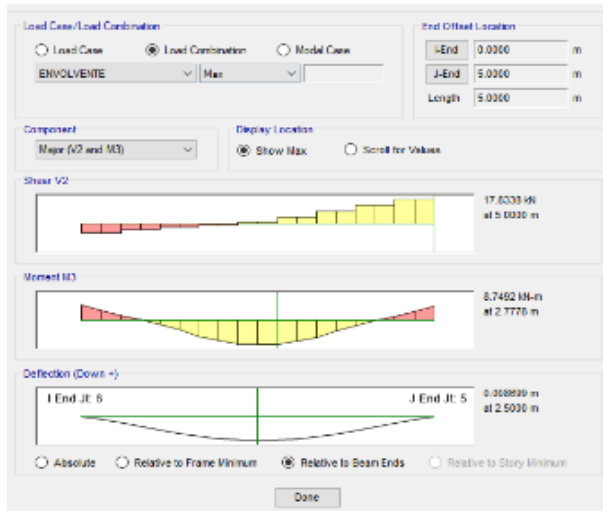 Load Case/Load Combination
End Offset Location
Load Case
Load Combination
Modal Case
I-End 0.0000 m
ENVOLVENTE Max
J-End 5.0000 m
Length 5.0000 m
Component
Display Location
Major (V2 and M3)
Show Max
Scroll for Values
Shear V2
17.8338 kN
at 5.0000 m
Moment M3
8.7492 kN-m
at 2.7778 m
Deflection (Down +)
I End Jt: 6
J End Jt: 5
0.008699 m
at 2.5000 m
Absolute
Relative to Frame Minimum
Relative to Beam Ends
Relative to Story Minimum
Done